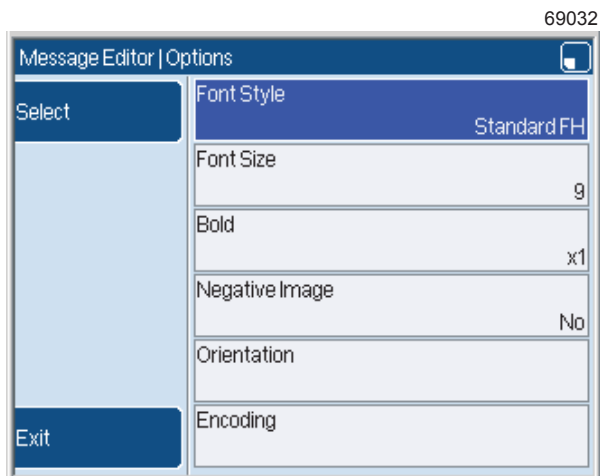 69032
Message Editor | Options
Select
Font Style
Standard FH
Font Size
9
Bold
x1
Negative Image
No
Orientation
Encoding
Exit